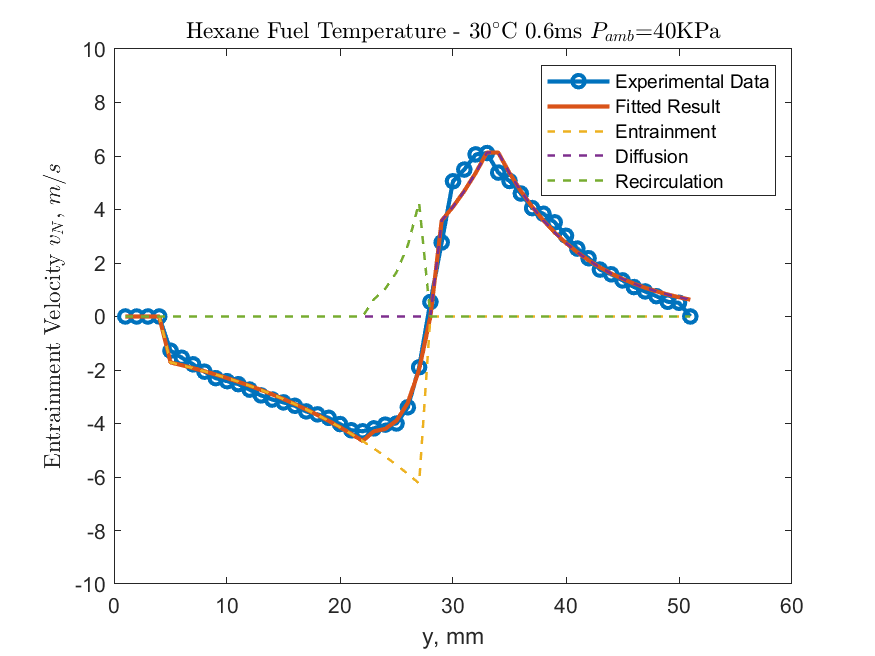 Hexane Fuel Temperature - 30°C 0.6ms P_amb=40KPa
10
8
6
4
2
0
-2
-4
-6
-8
-10
Entrainment Velocity v_N, m/s
Experimental Data
Fitted Result
Entrainment
Diffusion
Recirculation
0 10 20 30 40 50 60
y, mm